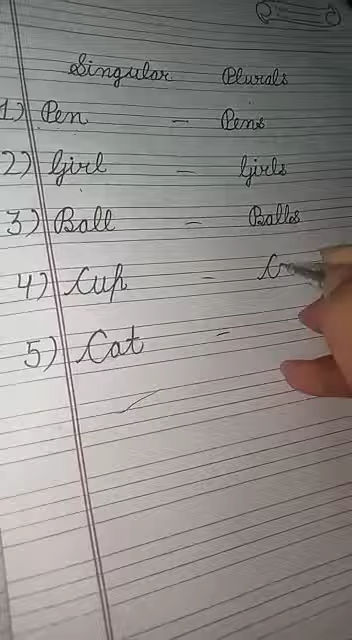 Singular Plurals
1) Pen - Pens
2) Girl - Girls
3) Ball - Balls
4) Cup - C
5) Cat -